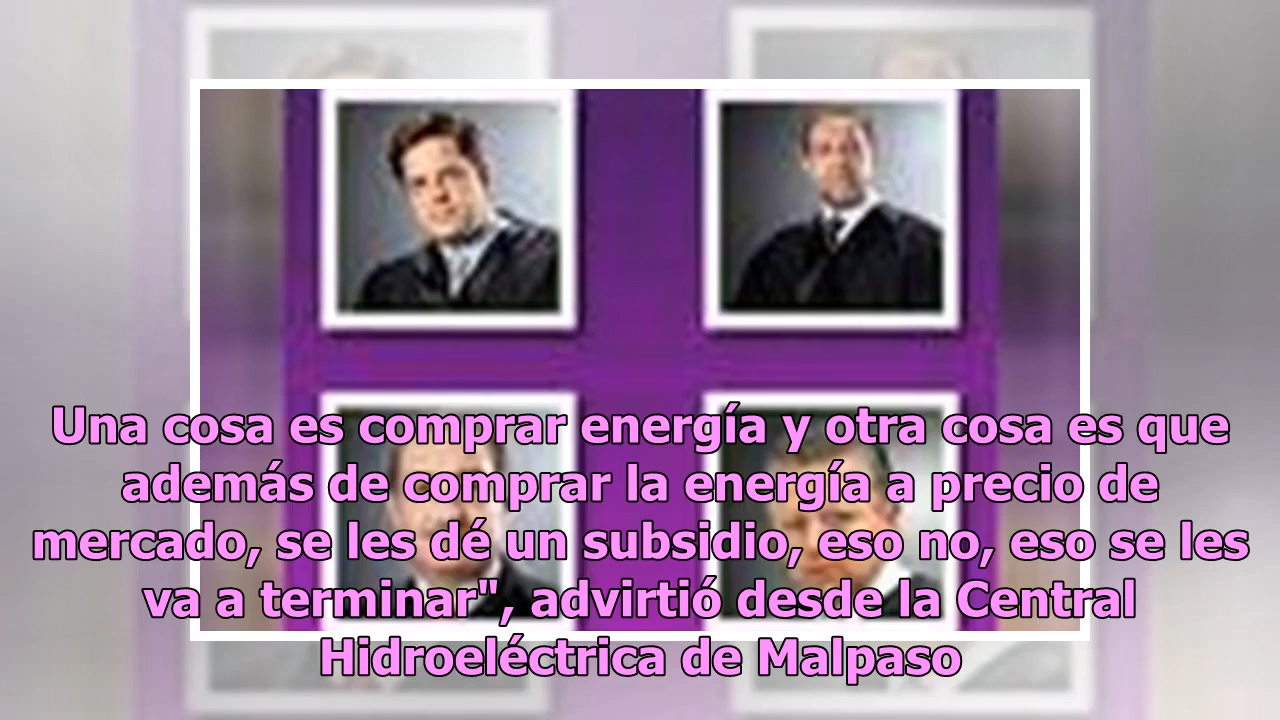 Una cosa es comprar energía y otra cosa es que
además de comprar la energía a precio de
mercado, se les dé un subsidio, eso no, eso se les
va a terminar", advirtió desde la Central
Hidroeléctrica de Malpaso